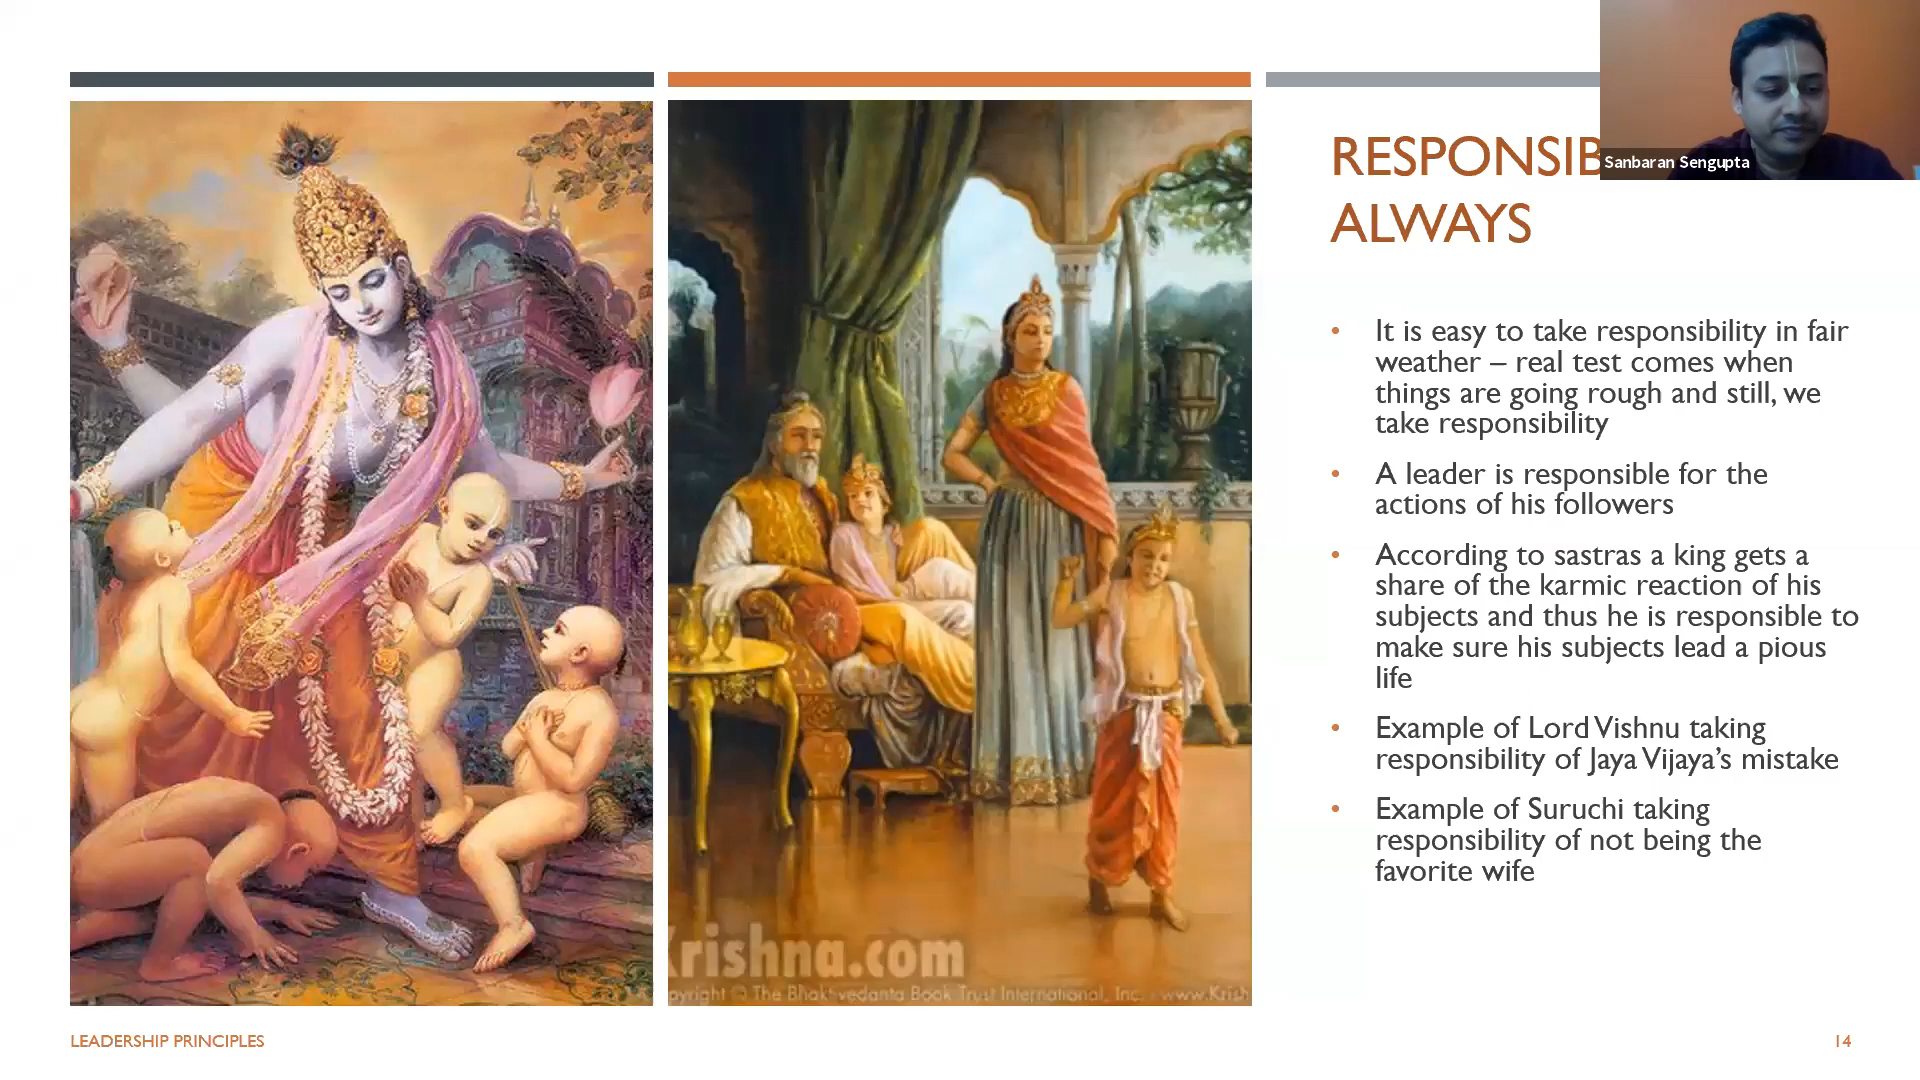 RESPONSIB
ALWAYS
Sanbaran Sengupta
• It is easy to take responsibility in fair
weather – real test comes when
things are going rough and still, we
take responsibility
• A leader is responsible for the
actions of his followers
• According to sastras a king gets a
share of the karmic reaction of his
subjects and thus he is responsible to
make sure his subjects lead a pious
life
• Example of Lord Vishnu taking
responsibility of Jaya Vijaya’s mistake
• Example of Suruchi taking
responsibility of not being the
favorite wife
Krishna.com
The Bhaktivedanta Book Trust International, Inc. www.Krish
LEADERSHIP PRINCIPLES
14